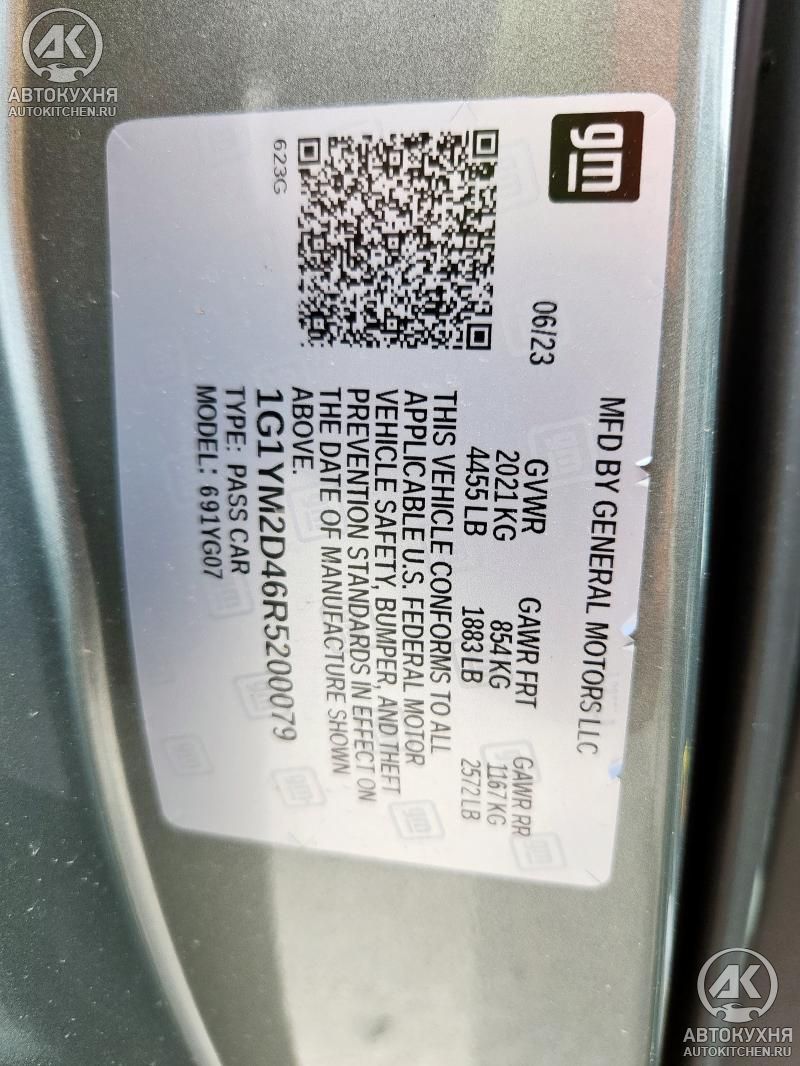 AK
АВТОКУХНЯ
AUTOKITCHEN.RU
gm
MFD BY GENERAL MOTORS LLC
06/23
GVWR GAWR FRT GAWR RR
2021 KG 854 KG 1167 KG
4455 LB 1883 LB 2572 LB
THIS VEHICLE CONFORMS TO ALL
APPLICABLE U.S. FEDERAL MOTOR
VEHICLE SAFETY, BUMPER, AND THEFT
PREVENTION STANDARDS IN EFFECT ON
THE DATE OF MANUFACTURE SHOWN
ABOVE.
1G1YM2D46R5200079
TYPE: PASS CAR
MODEL: 691YG07
623G
AK
АВТОКУХНЯ
AUTOKITCHEN.RU